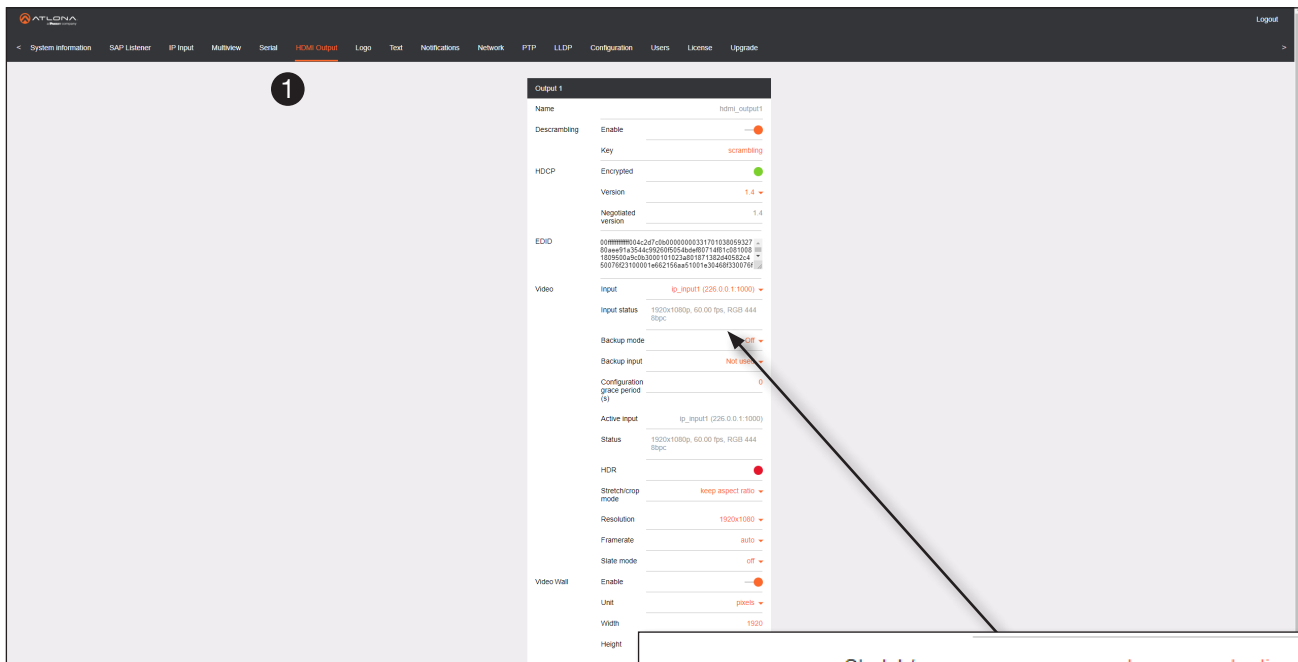 ATLONA
Logout
< System information SAP Listener IP Input Multiview Serial HDMI Output Logo Text Notifications Network PTP LLDP Configuration Users License Upgrade >
1
Output 1
Name hdmi_output1
Descrambling Enable
Key scrambling
HDCP Encrypted
Version 1.4
Negotiated version 1.4
EDID
Video Input ip_input1 (226.0.0.1:1000)
Input status 1920x1080p, 60.00 fps, RGB 444 8bpc
Backup mode Off
Backup input Not used
Configuration grace period (s) 0
Active input ip_input1 (226.0.0.1:1000)
Status 1920x1080p, 60.00 fps, RGB 444 8bpc
HDR
Stretch/crop mode keep aspect ratio
Resolution 1920x1080
Framerate auto
Slate mode off
Video Wall Enable
Unit pixels
Width 1920
Height